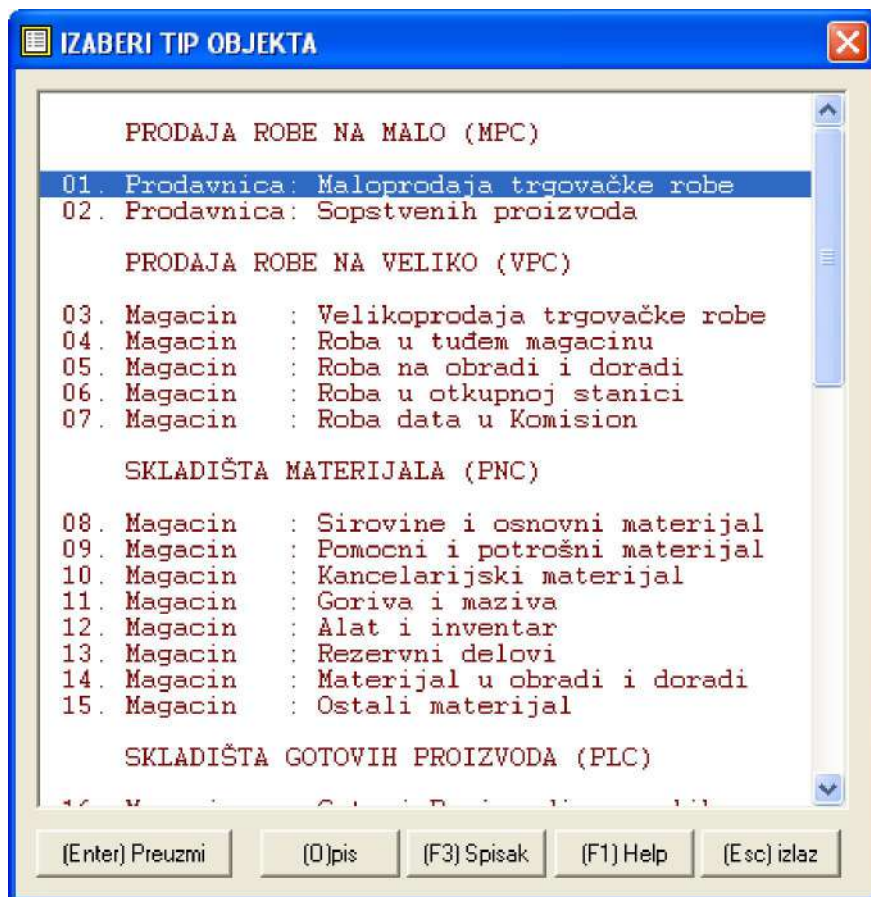 IZABERI TIP OBJEKTA
PRODAJA ROBE NA MALO (MPC)
01. Prodavnica: Maloprodaja trgovačke robe
02. Prodavnica: Sopstvenih proizvoda
PRODAJA ROBE NA VELIKO (VPC)
03. Magacin : Velikoprodaja trgovačke robe
04. Magacin : Roba u tuđem magacinu
05. Magacin : Roba na obradi i doradi
06. Magacin : Roba u otkupnoj stanici
07. Magacin : Roba data u Komision
SKLADIŠTA MATERIJALA (PNC)
08. Magacin : Sirovine i osnovni materijal
09. Magacin : Pomocni i potrošni materijal
10. Magacin : Kancelarijski materijal
11. Magacin : Goriva i maziva
12. Magacin : Alat i inventar
13. Magacin : Rezervni delovi
14. Magacin : Materijal u obradi i doradi
15. Magacin : Ostali materijal
SKLADIŠTA GOTOVIH PROIZVODA (PLC)
(Enter) Preuzmi (O)pis (F3) Spisak (F1) Help (Esc) izlaz